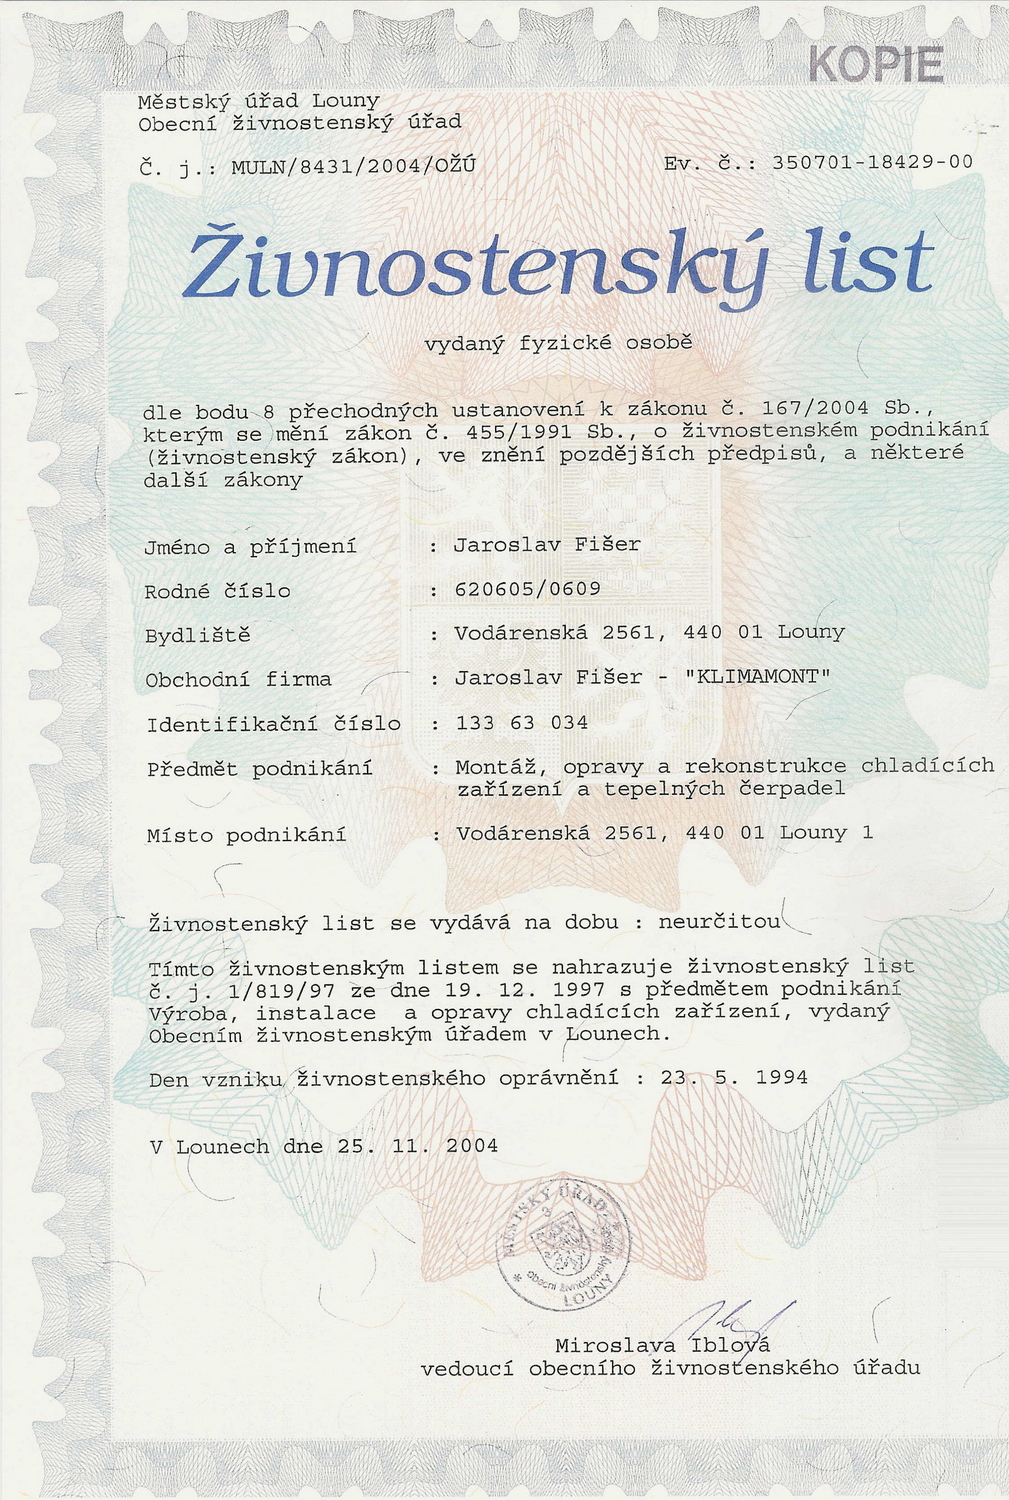 KOPIE
Městský úřad Louny
Obecní živnostenský úřad
Č. j.: MULN/8431/2004/OŽÚ
Ev. č.: 350701-18429-00
Živnostenský list
vydaný fyzické osobě
dle bodu 8 přechodných ustanovení k zákonu č. 167/2004 Sb.,
kterým se mění zákon č. 455/1991 Sb., o živnostenském podnikání
(živnostenský zákon), ve znění pozdějších předpisů, a některé
další zákony
Jméno a příjmení : Jaroslav Fišer
Rodné číslo : 620605/0609
Bydliště : Vodárenská 2561, 440 01 Louny
Obchodní firma : Jaroslav Fišer - "KLIMAMONT"
Identifikační číslo : 133 63 034
Předmět podnikání : Montáž, opravy a rekonstrukce chladících
zařízení a tepelných čerpadel
Místo podnikání : Vodárenská 2561, 440 01 Louny 1
Živnostenský list se vydává na dobu : neurčitou
Tímto živnostenským listem se nahrazuje živnostenský list
č. j. 1/819/97 ze dne 19. 12. 1997 s předmětem podnikání
Výroba, instalace a opravy chladících zařízení, vydaný
Obecním živnostenským úřadem v Lounech.
Den vzniku živnostenského oprávnění : 23. 5. 1994
V Lounech dne 25. 11. 2004
MĚSTSKÝ ÚŘAD
obecní živnostenský
LOUNY
Miroslava Iblová
vedoucí obecního živnostenského úřadu